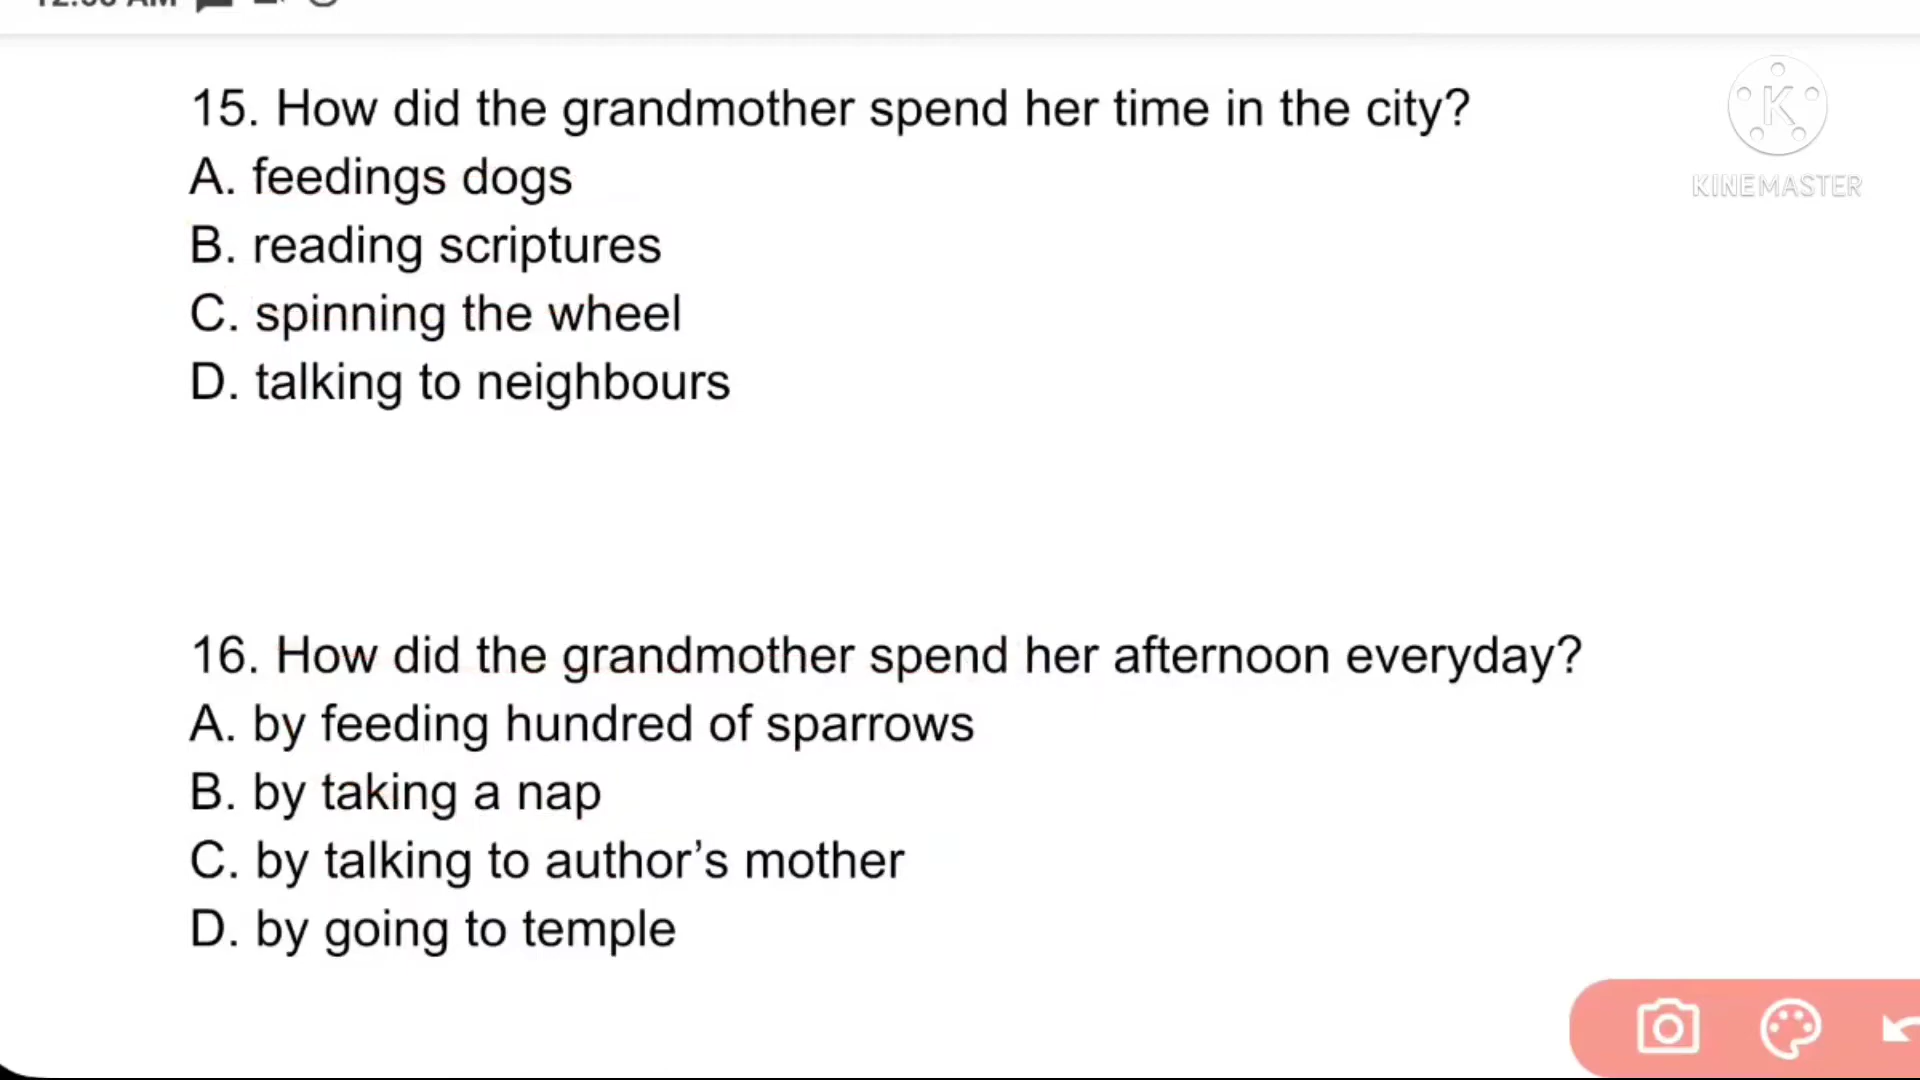 15. How did the grandmother spend her time in the city?
A. feedings dogs
B. reading scriptures
C. spinning the wheel
D. talking to neighbours
K
KINEMASTER
16. How did the grandmother spend her afternoon everyday?
A. by feeding hundred of sparrows
B. by taking a nap
C. by talking to author’s mother
D. by going to temple